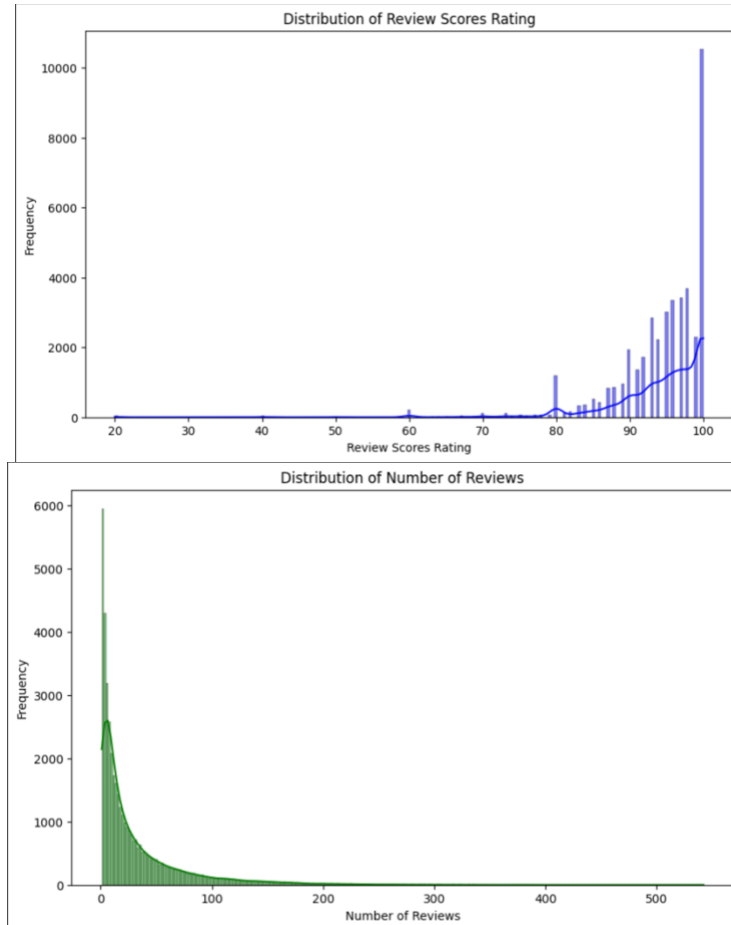 Distribution of Review Scores Rating
10000
8000
6000
4000
2000
0
Frequency
20 30 40 50 60 70 80 90 100
Review Scores Rating
Distribution of Number of Reviews
6000
5000
4000
3000
2000
1000
0
Frequency
0 100 200 300 400 500
Number of Reviews